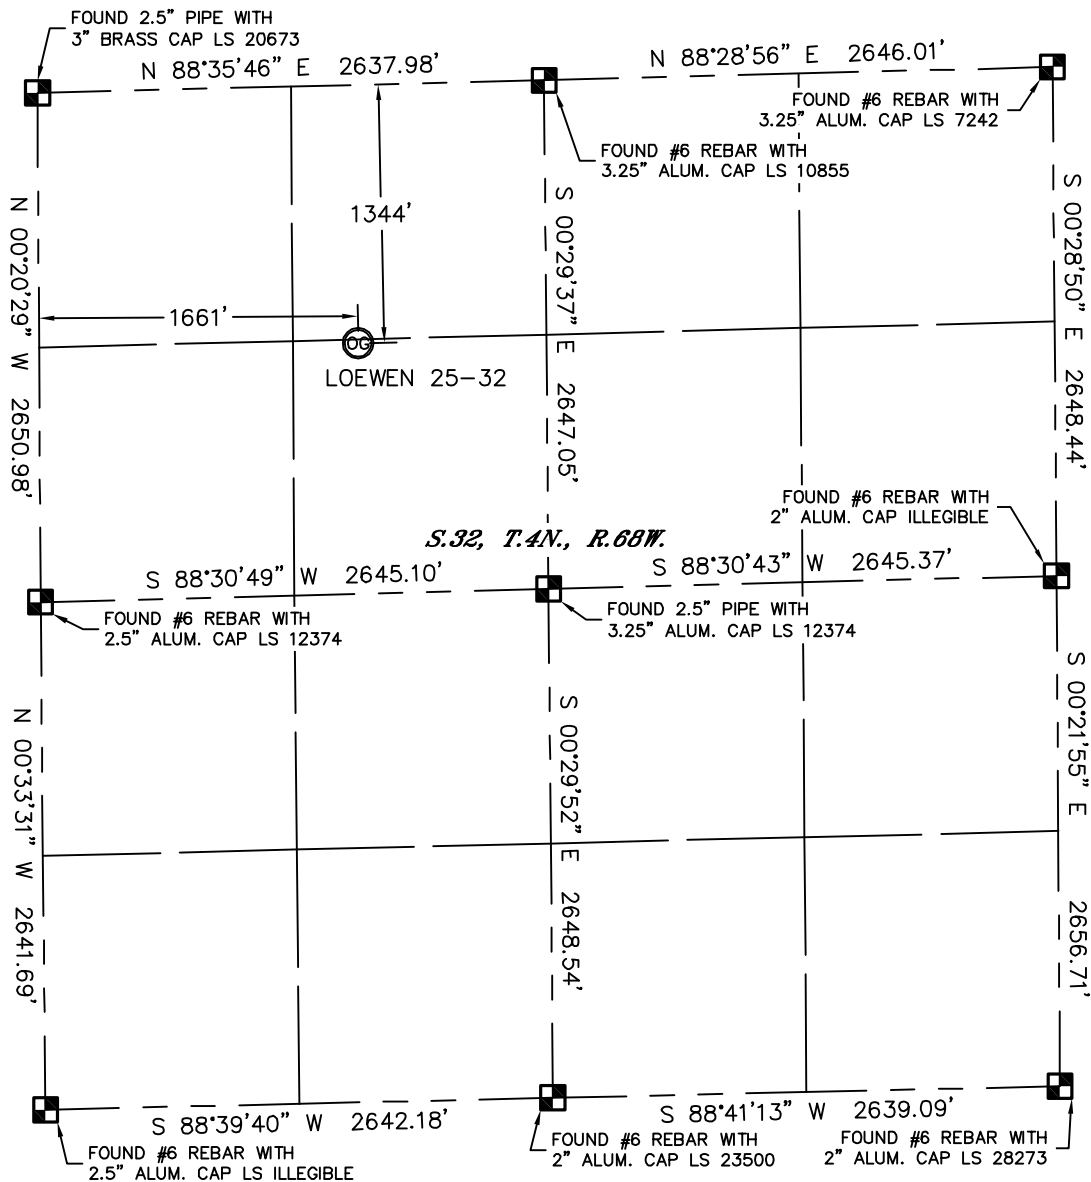 FOUND 2.5" PIPE WITH
3" BRASS CAP LS 20673
N 88°35'46" E 2637.98'
N 88°28'56" E 2646.01'
FOUND #6 REBAR WITH
3.25" ALUM. CAP LS 7242
FOUND #6 REBAR WITH
3.25" ALUM. CAP LS 10855
N 00°20'29" W 2650.98'
1344'
S 00°29'37" E 2647.05'
S 00°28'50" E 2648.44'
1661'
OG
LOEWEN 25-32
FOUND #6 REBAR WITH
2" ALUM. CAP ILLEGIBLE
S.32, T.4N., R.68W.
S 88°30'49" W 2645.10'
S 88°30'43" W 2645.37'
FOUND #6 REBAR WITH
2.5" ALUM. CAP LS 12374
FOUND 2.5" PIPE WITH
3.25" ALUM. CAP LS 12374
N 00°33'31" W 2641.69'
S 00°29'52" E 2648.54'
S 00°21'55" E 2656.71'
S 88°39'40" W 2642.18'
S 88°41'13" W 2639.09'
FOUND #6 REBAR WITH
2.5" ALUM. CAP LS ILLEGIBLE
FOUND #6 REBAR WITH
2" ALUM. CAP LS 23500
FOUND #6 REBAR WITH
2" ALUM. CAP LS 28273